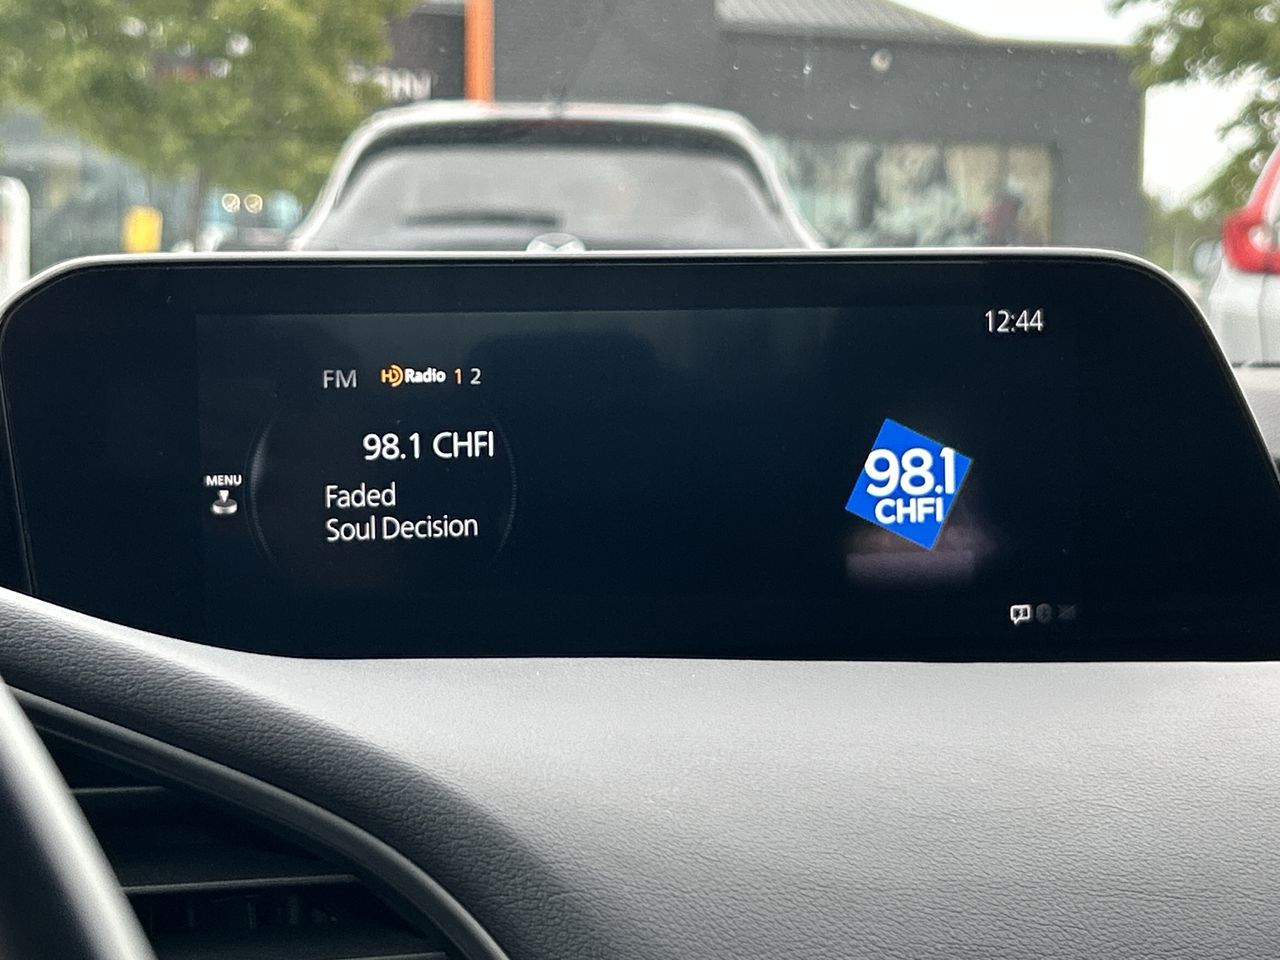 12:44
FM HD Radio 1 2
98.1 CHFI
MENU
Faded
Soul Decision
98.1
CHFI